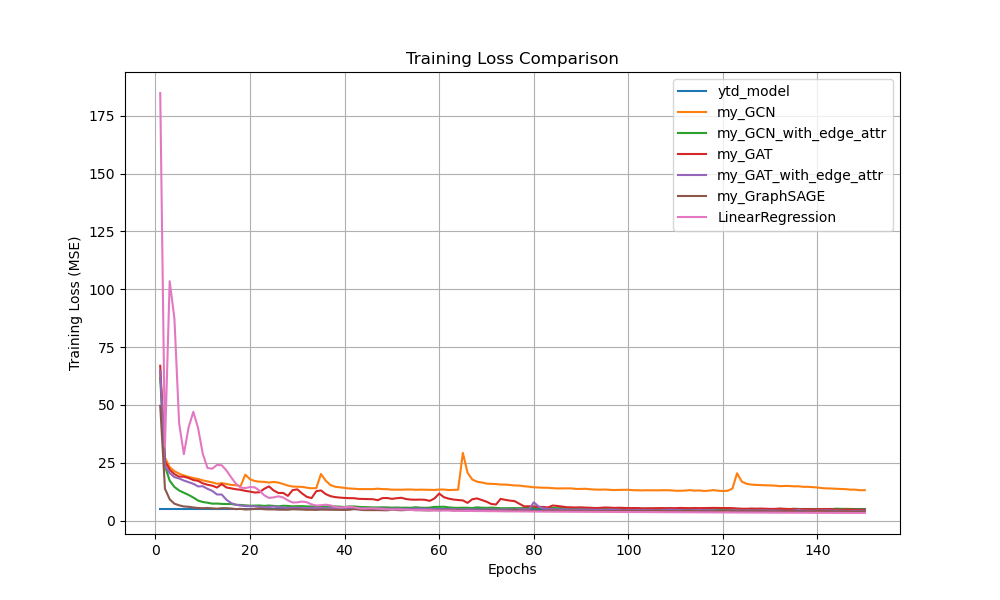 Training Loss Comparison
ytd_model
my_GCN
my_GCN_with_edge_attr
my_GAT
my_GAT_with_edge_attr
my_GraphSAGE
LinearRegression
Training Loss (MSE)
175
150
125
100
75
50
25
0
0 20 40 60 80 100 120 140
Epochs